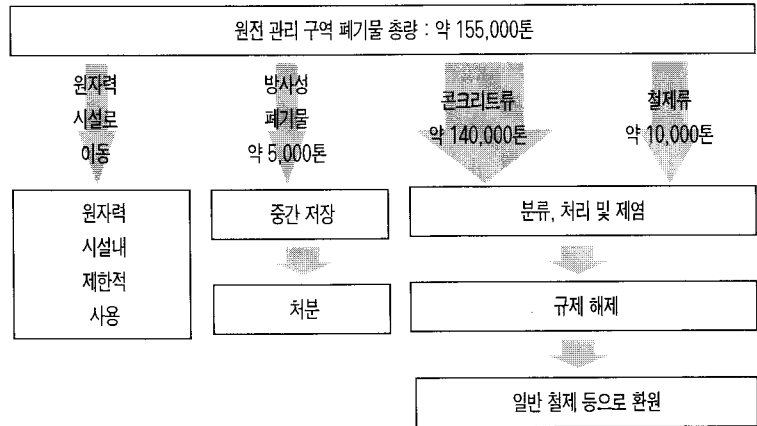 원전 관리 구역 폐기물 총량 : 약 155,000톤
원자력
시설로
이동
방사성
폐기물
약 5,000톤
콘크리트류
약 140,000톤
철제류
약 10,000톤
원자력
시설내
제한적
사용
중간 저장
처분
분류, 처리 및 제염
규제 해제
일반 철제 등으로 환원